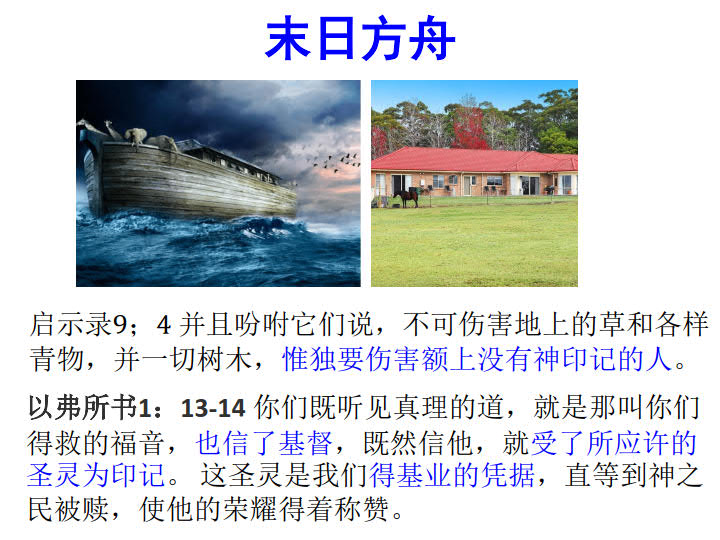 末日方舟
启示录9；4 并且吩咐它们说，不可伤害地上的草和各样
青物，并一切树木，惟独要伤害额上没有神印记的人。
以弗所书1：13-14 你们既听见真理的道，就是那叫你们
得救的福音，也信了基督，既然信他，就受了所应许的
圣灵为印记。 这圣灵是我们得基业的凭据，直等到神之
民被赎，使他的荣耀得着称赞。